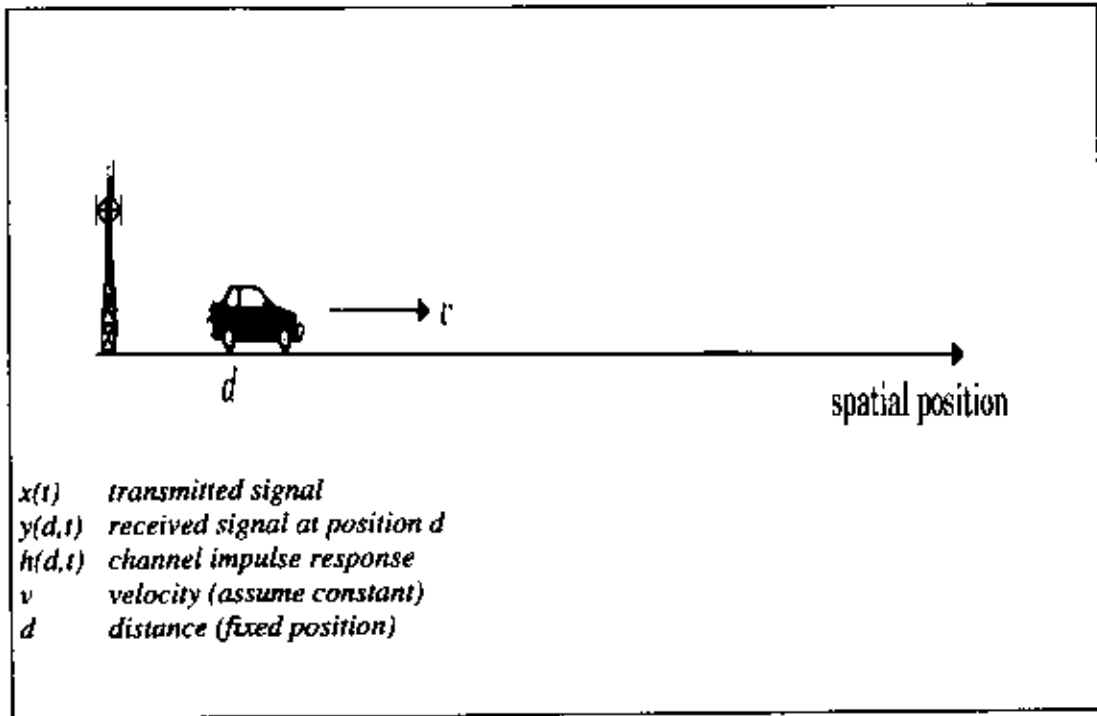 v
d
spatial position
x(t) transmitted signal
y(d,t) received signal at position d
h(d,t) channel impulse response
v velocity (assume constant)
d distance (fixed position)